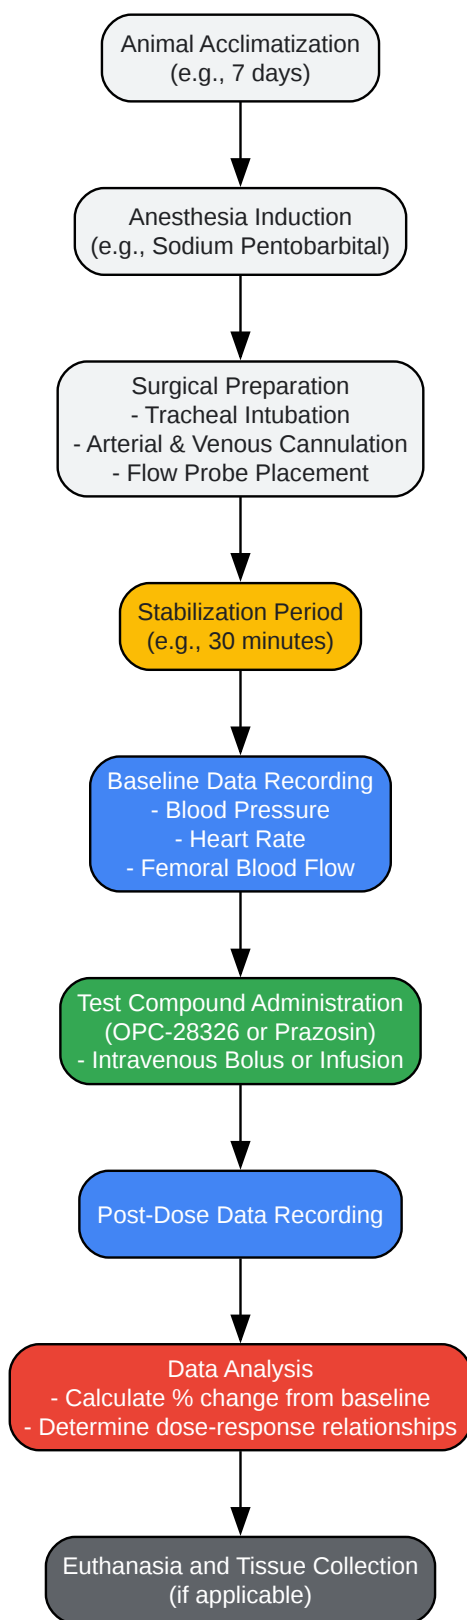 Animal Acclimatization
(e.g., 7 days)
Anesthesia Induction
(e.g., Sodium Pentobarbital)
Surgical Preparation
- Tracheal Intubation
- Arterial & Venous Cannulation
- Flow Probe Placement
Stabilization Period
(e.g., 30 minutes)
Baseline Data Recording
- Blood Pressure
- Heart Rate
- Femoral Blood Flow
Test Compound Administration
(OPC-28326 or Prazosin)
- Intravenous Bolus or Infusion
Post-Dose Data Recording
Data Analysis
- Calculate % change from baseline
- Determine dose-response relationships
Euthanasia and Tissue Collection
(if applicable)